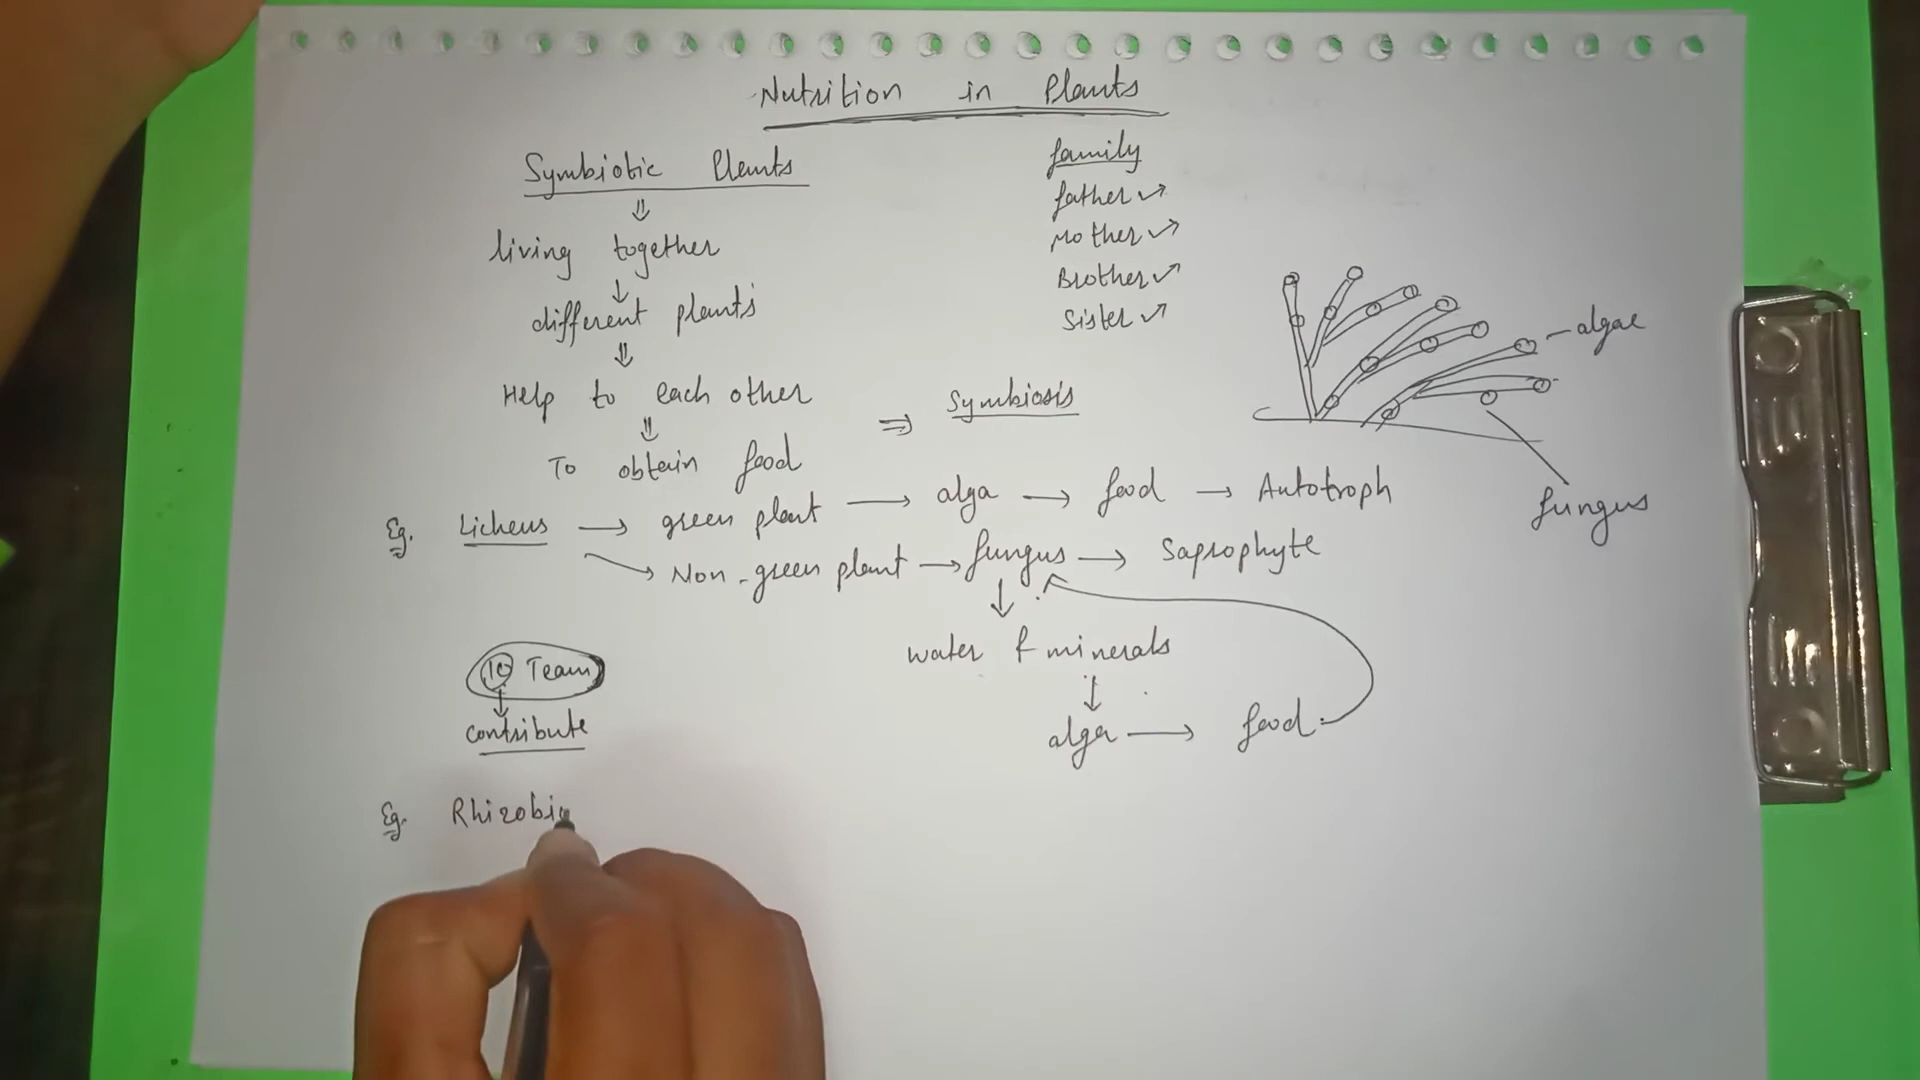 Nutrition in Plants
Symbiotic Plants
⇓
living together
↓
different plants
⇓
Help to each other ⇒ Symbiosis
⇓
To obtain food
family
father ✓
Mother ✓
Brother ✓
Sister ✓
algae
fungus
Eg. Lichens → green plant → alga → food → Autotroph
→ Non-green plant → fungus → Saprophyte
↓
water & minerals
↓
alga → food
10 Team
↓
contribute
Eg. Rhizobi